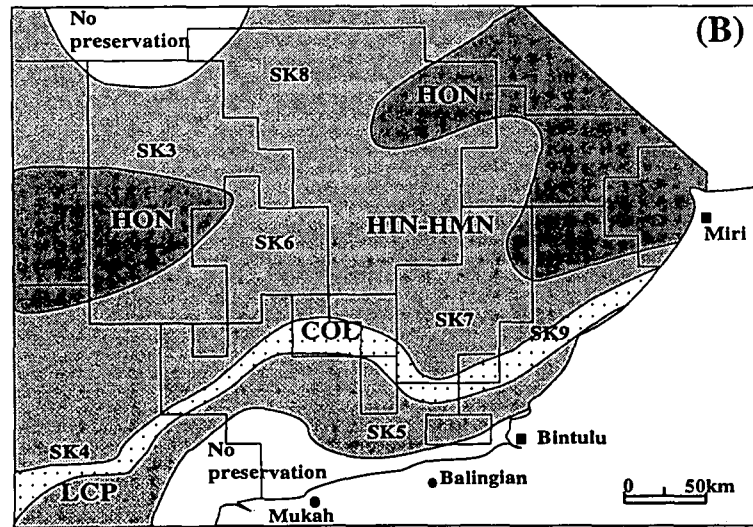 No
preservation
(B)
SK8
HON
SK3
HON
HIN-HMN
Miri
SK6
COL
SK7
SK9
SK4
No
preservation
SK5
Bintulu
LCP
Balingian
Mukah
0 50km